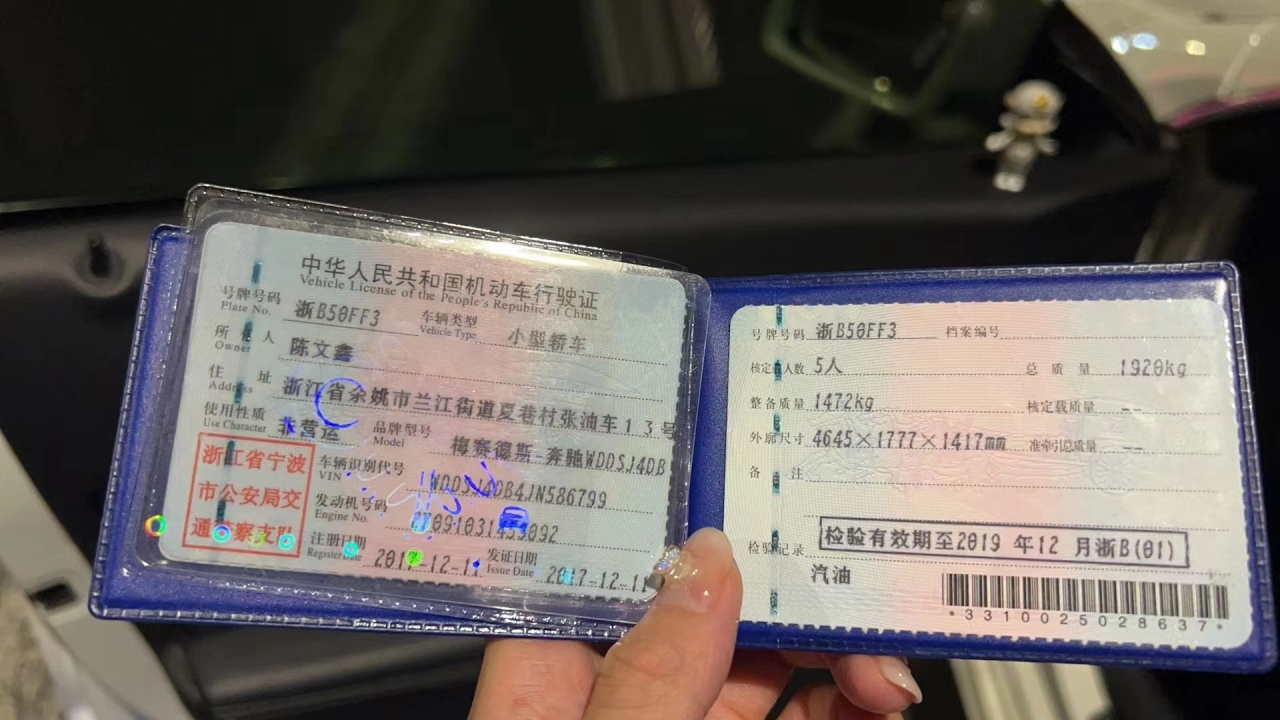 中华人民共和国机动车行驶证
Vehicle License of the People's Republic of China
号牌号码 浙B50FF3 车辆类型 小型轿车
Plate No. Vehicle Type
所有人 陈文鑫
Owner
住址 浙江省余姚市兰江街道夏巷村张油车13号
Address
使用性质 非营运 品牌型号 梅赛德斯-奔驰WDDSJ4DB
Use Character Model
浙江省宁波
市公安局交
通警察支队
车辆识别代号 WDDSJ4DB4JN586799
VIN
发动机号码
Engine No.
注册日期 2017-12-11 发证日期 2017-12-11
Register Date Issue Date
号牌号码 浙B50FF3 档案编号
核定载人数 5人 总质量 1920kg
整备质量 1472kg 核定载质量 --
外廓尺寸 4645×1777×1417mm 准牵引总质量 --
备注
检验记录 检验有效期至2019年12月浙B(01)
汽油
*3310025028637*